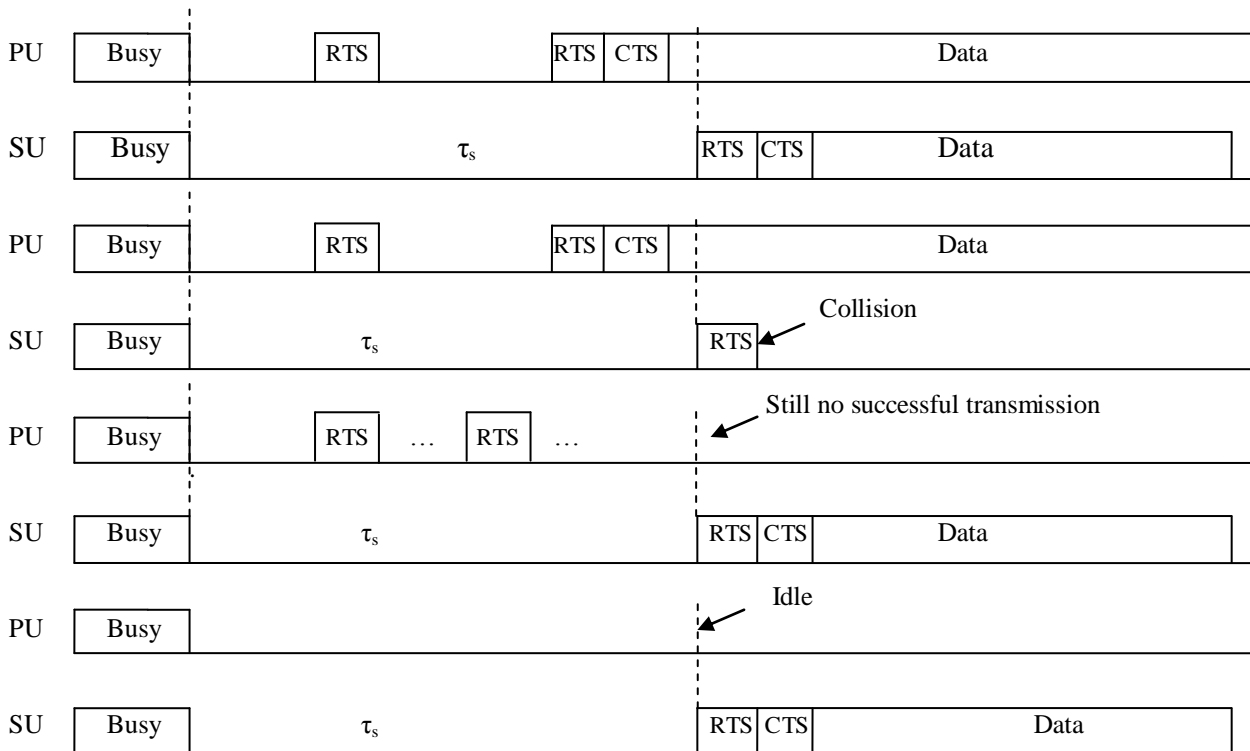 PU Busy RTS RTS CTS Data
SU Busy τs RTS CTS Data
PU Busy RTS RTS CTS Data
Collision
SU Busy τs RTS
Still no successful transmission
PU Busy RTS … RTS …
SU Busy τs RTS CTS Data
Idle
PU Busy
SU Busy τs RTS CTS Data